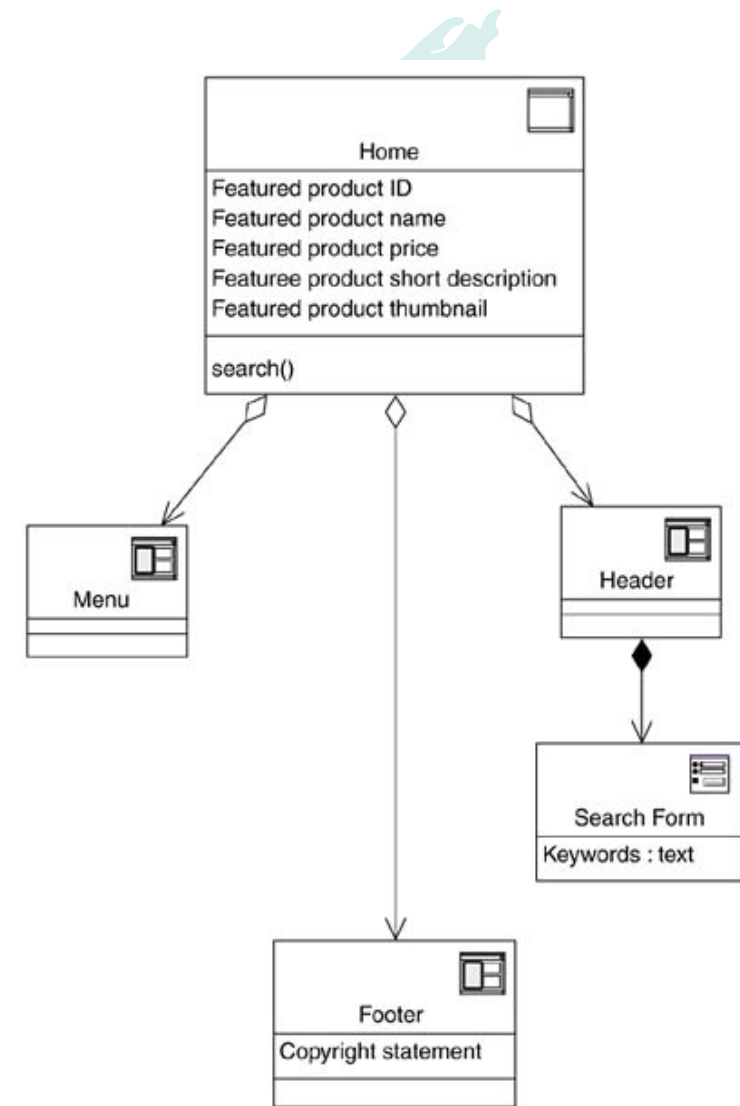 Home
Featured product ID
Featured product name
Featured product price
Featuree product short description
Featured product thumbnail
search()
Menu
Header
Search Form
Keywords : text
Footer
Copyright statement